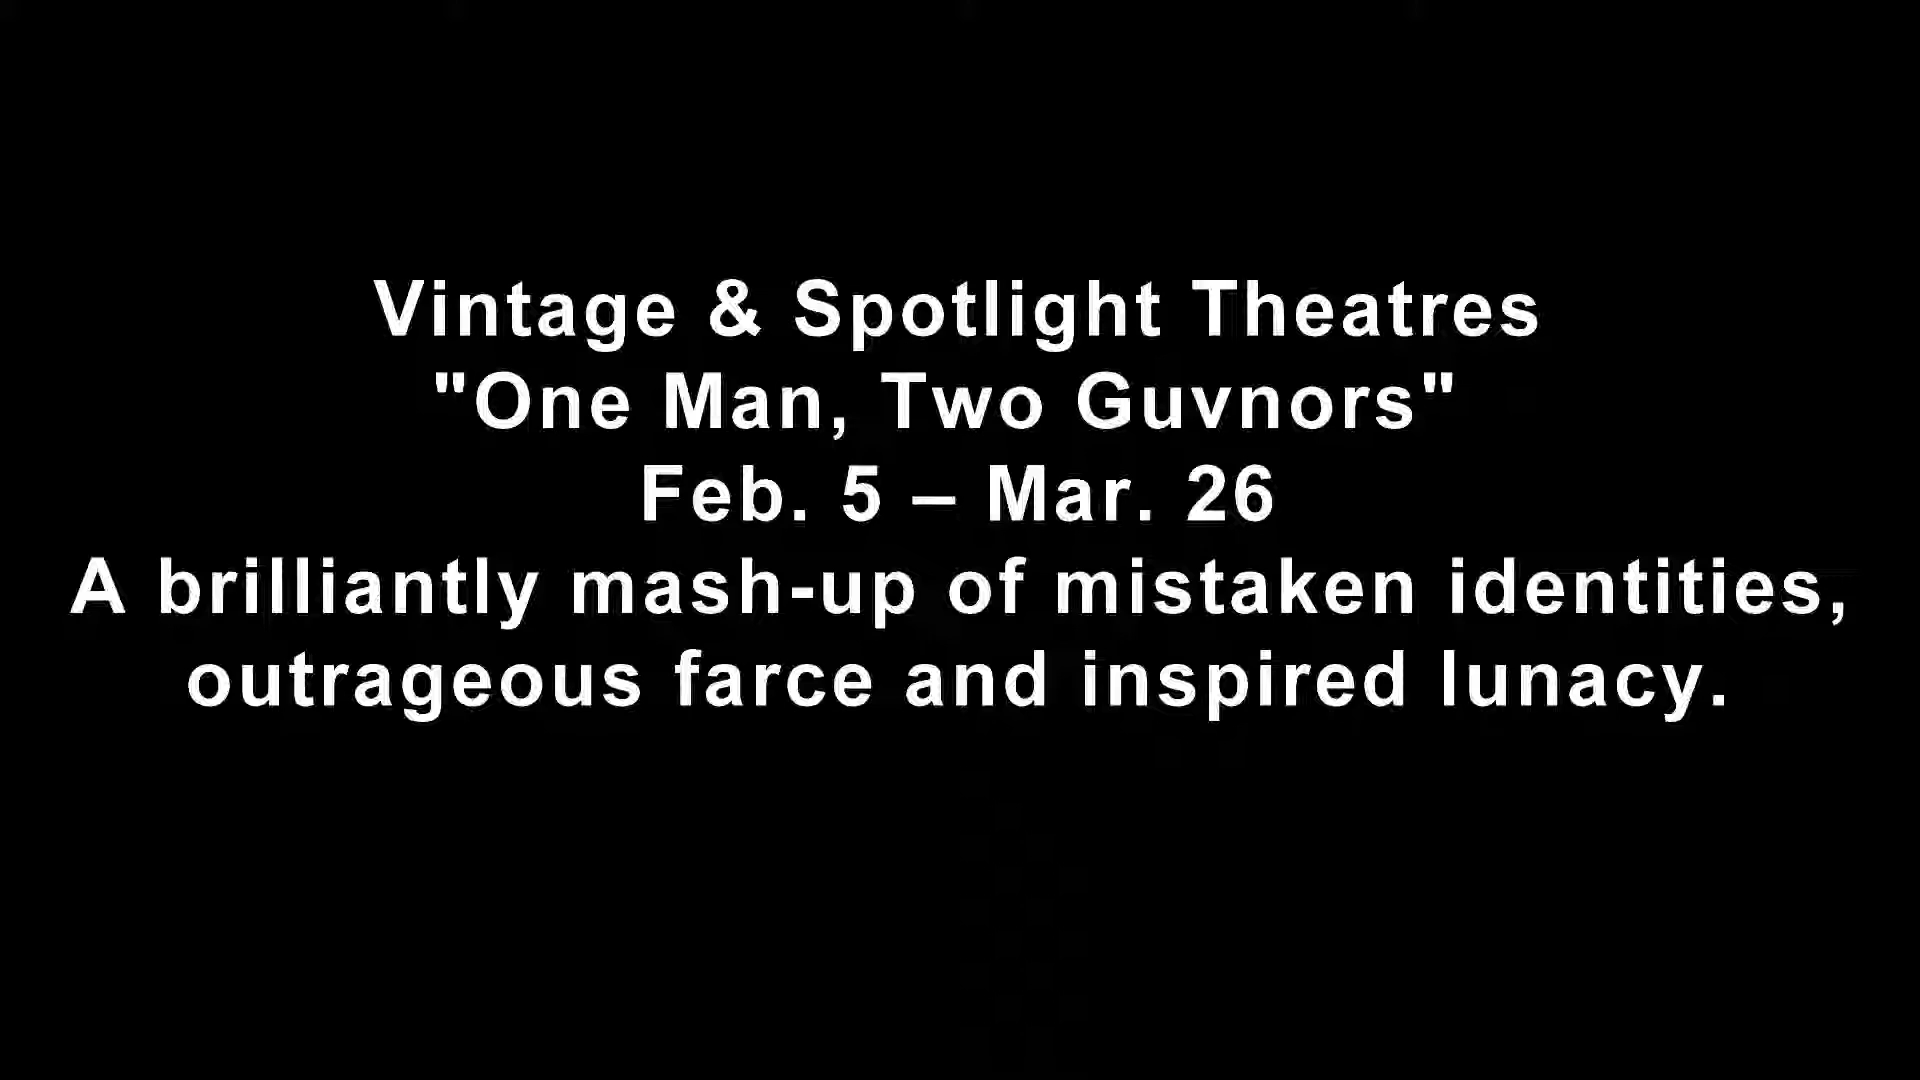 Vintage & Spotlight Theatres
"One Man, Two Guvnors"
Feb. 5 – Mar. 26
A brilliantly mash-up of mistaken identities,
outrageous farce and inspired lunacy.